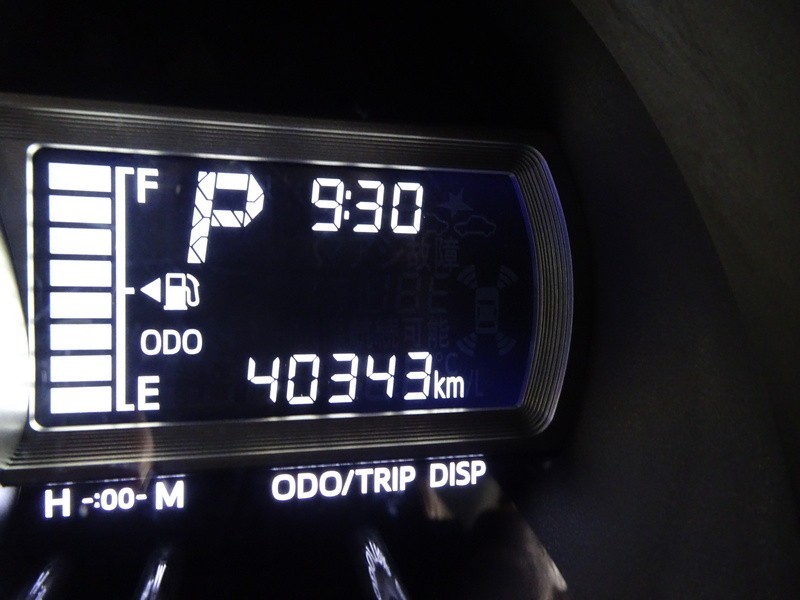 F
P 9:30
ODO
E
40343km
H -:00- M
ODO/TRIP DISP